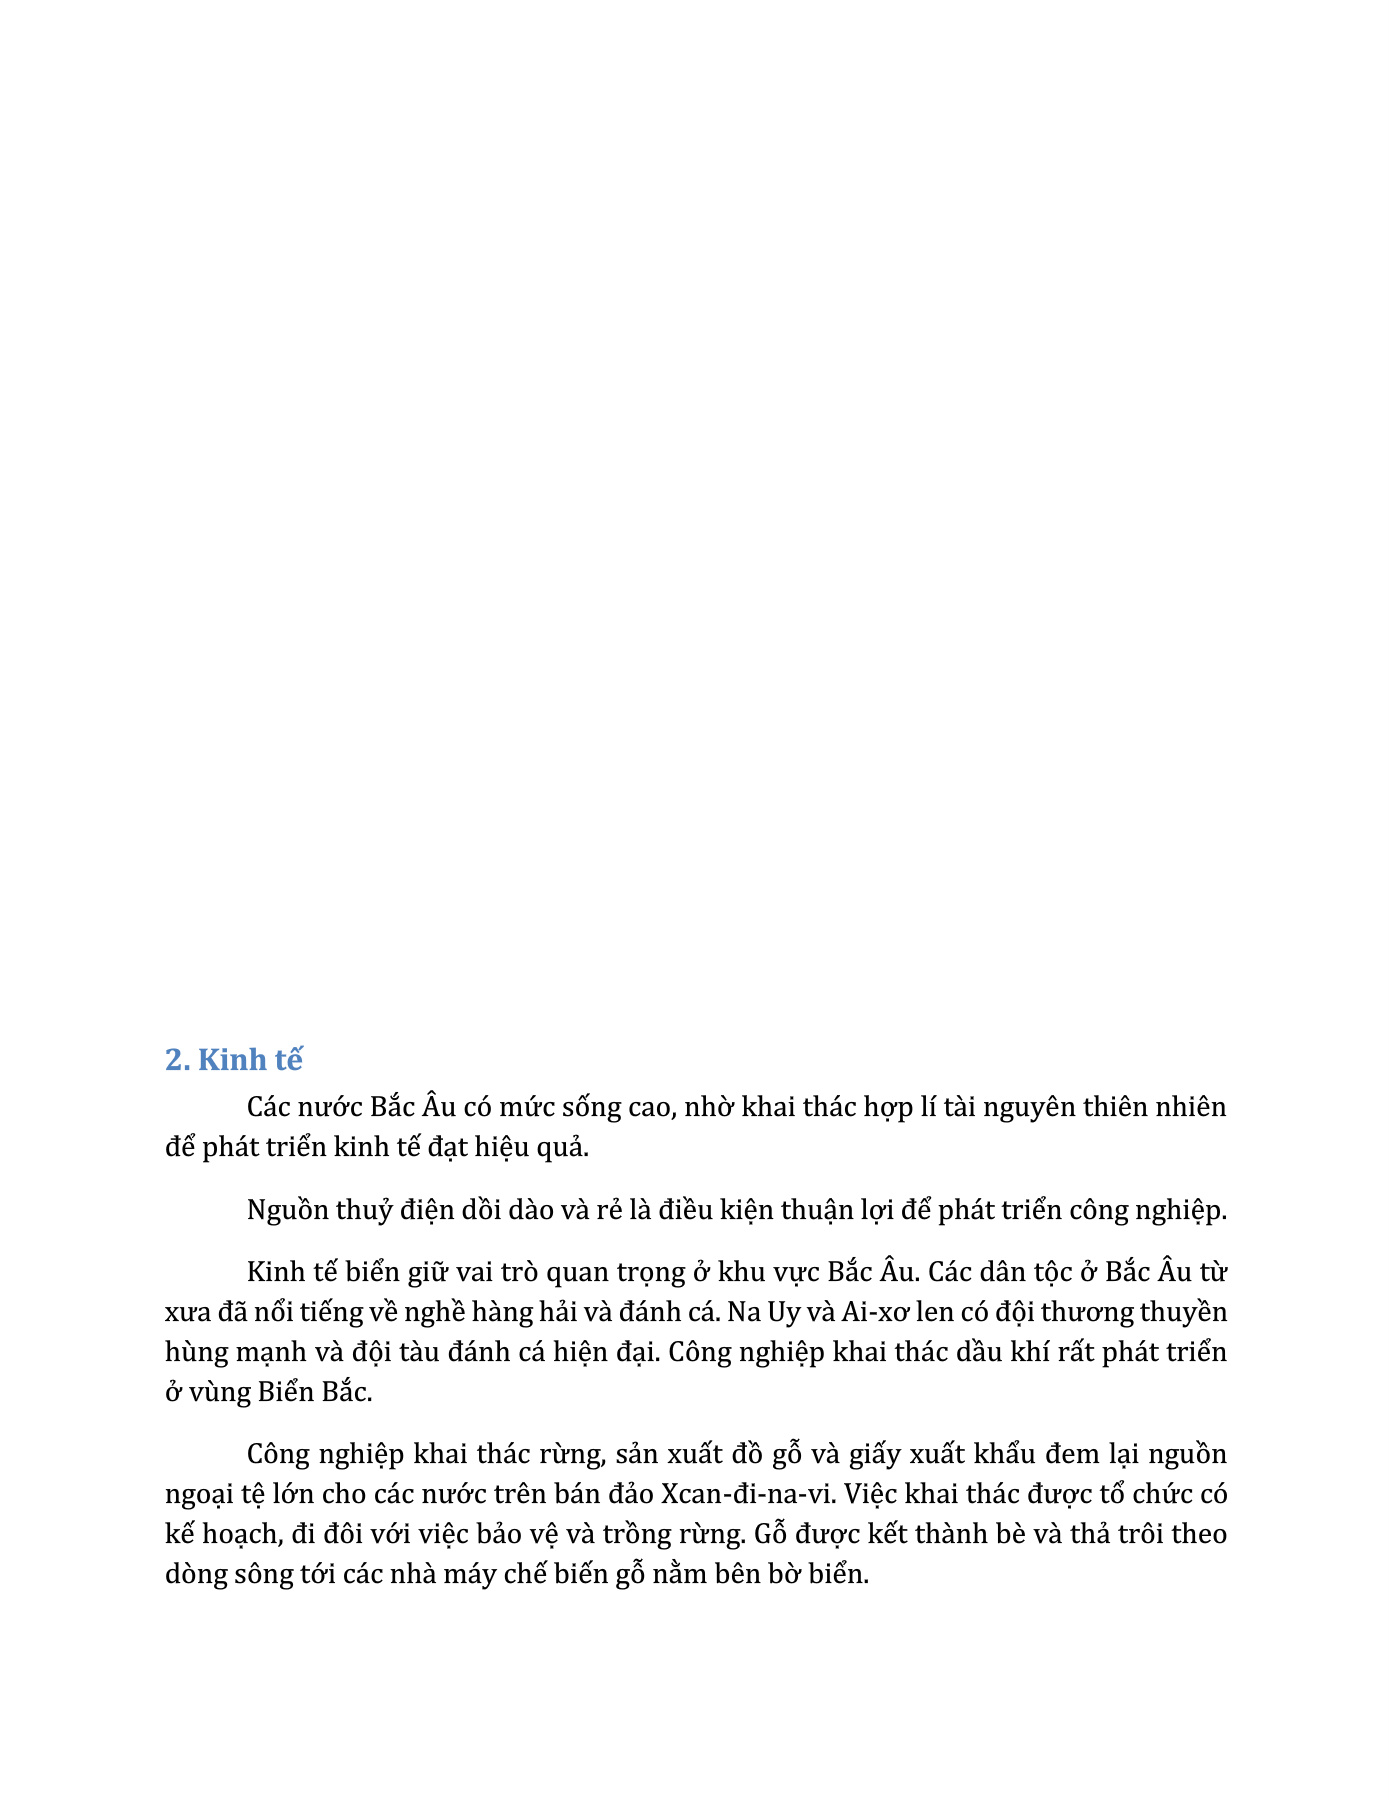 2. Kinh tế
Các nước Bắc Âu có mức sống cao, nhờ khai thác hợp lí tài nguyên thiên nhiên
để phát triển kinh tế đạt hiệu quả.
Nguồn thuỷ điện dồi dào và rẻ là điều kiện thuận lợi để phát triển công nghiệp.
Kinh tế biển giữ vai trò quan trọng ở khu vực Bắc Âu. Các dân tộc ở Bắc Âu từ
xưa đã nổi tiếng về nghề hàng hải và đánh cá. Na Uy và Ai-xơ len có đội thương thuyền
hùng mạnh và đội tàu đánh cá hiện đại. Công nghiệp khai thác dầu khí rất phát triển
ở vùng Biển Bắc.
Công nghiệp khai thác rừng, sản xuất đồ gỗ và giấy xuất khẩu đem lại nguồn
ngoại tệ lớn cho các nước trên bán đảo Xcan-đi-na-vi. Việc khai thác được tổ chức có
kế hoạch, đi đôi với việc bảo vệ và trồng rừng. Gỗ được kết thành bè và thả trôi theo
dòng sông tới các nhà máy chế biến gỗ nằm bên bờ biển.